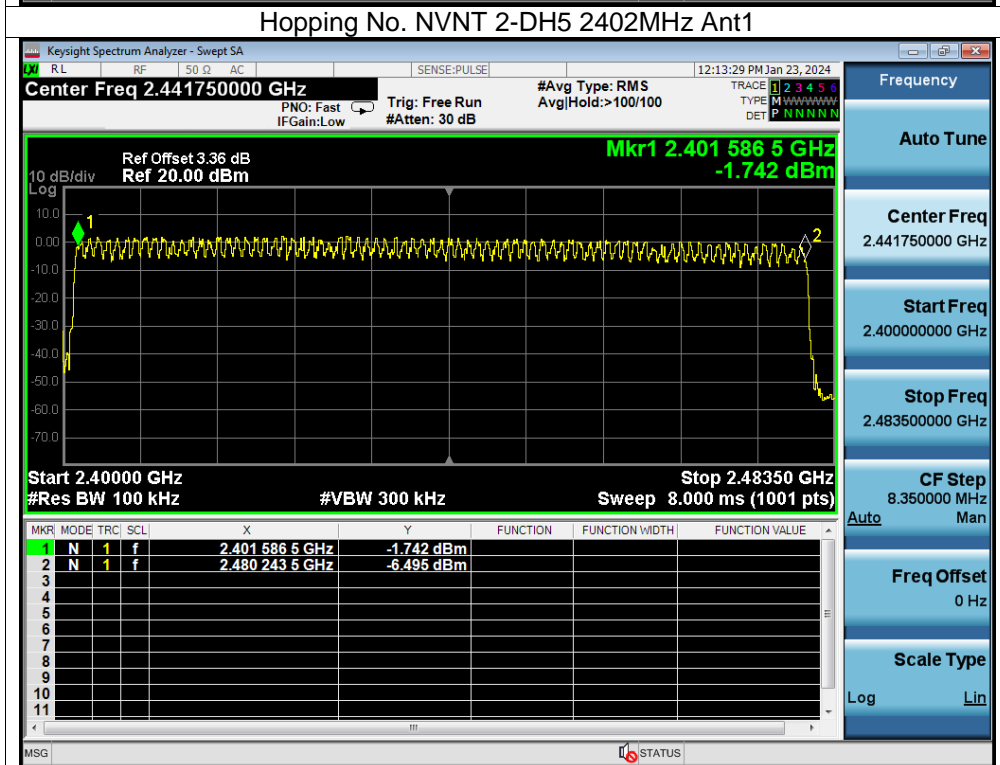 Hopping No. NVNT 2-DH5 2402MHz Ant1
Keysight Spectrum Analyzer - Swept SA
LXI RL RF 50 Ω AC SENSE:PULSE 12:13:29 PM Jan 23, 2024
Center Freq 2.441750000 GHz #Avg Type: RMS TRACE 1 2 3 4 5 6
PNO: Fast Trig: Free Run Avg|Hold:>100/100 TYPE M WWWWW
IFGain:Low #Atten: 30 dB DET P N N N N N
Frequency
Auto Tune
Center Freq
2.441750000 GHz
Start Freq
2.400000000 GHz
Stop Freq
2.483500000 GHz
CF Step
8.350000 MHz
Auto Man
Freq Offset
0 Hz
Scale Type
Log Lin
Mkr1 2.401 586 5 GHz
-1.742 dBm
Ref Offset 3.36 dB
10 dB/div Ref 20.00 dBm
Log
10.0
0.00
-10.0
-20.0
-30.0
-40.0
-50.0
-60.0
-70.0
1
2
Start 2.40000 GHz Stop 2.48350 GHz
#Res BW 100 kHz #VBW 300 kHz Sweep 8.000 ms (1001 pts)
MKR MODE TRC SCL X Y FUNCTION FUNCTION WIDTH FUNCTION VALUE
1 N 1 f 2.401 586 5 GHz -1.742 dBm
2 N 1 f 2.480 243 5 GHz -6.495 dBm
3
4
5
6
7
8
9
10
11
MSG STATUS